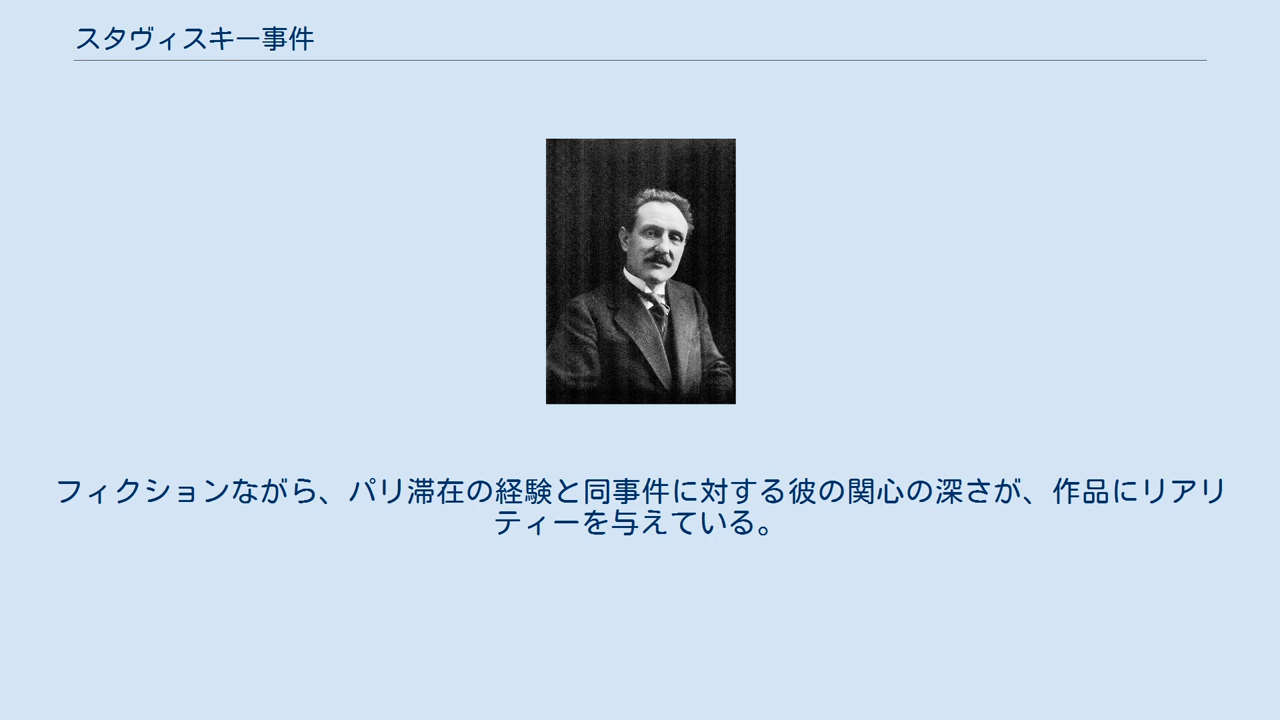 スタヴィスキー事件
フィクションながら、パリ滞在の経験と同事件に対する彼の関心の深さが、作品にリアリ
ティーを与えている。